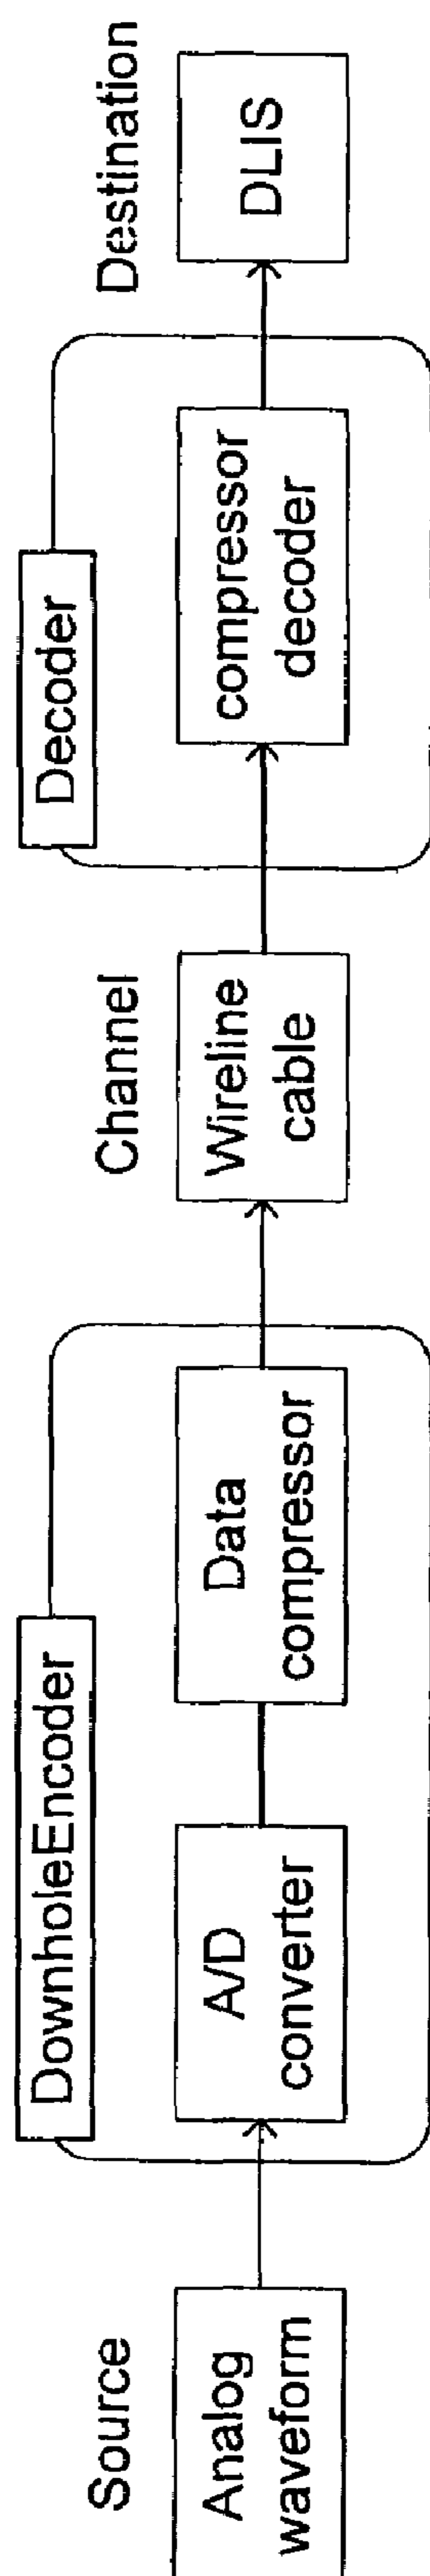 Source
Analog
waveform
DownholeEncoder
A/D
converter
Data
compressor
Channel
Wireline
cable
Decoder
compressor
decoder
Destination
DLIS